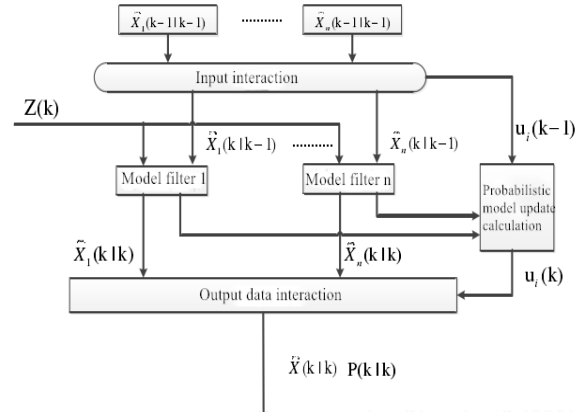 X̂₁(k-1|k-1) ............ X̂ₙ(k-1|k-1)
Input interaction
Z(k)
uᵢ(k-1)
X̂₁(k|k-1) ............ X̂ₙ(k|k-1)
Model filter 1
Model filter n
Probabilistic
model update
calculation
X̂₁(k|k)
X̂ₙ(k|k)
uᵢ(k)
Output data interaction
X̂(k|k) P(k|k)